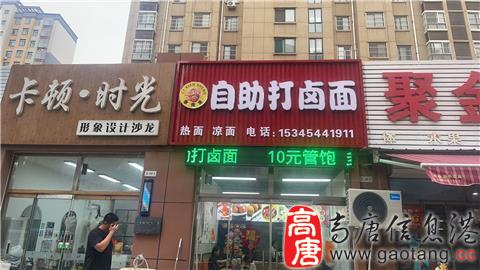 卡顿·时光
形象设计沙龙
自助打卤面
热面 凉面 电话:15345441911
打卤面 10元管饱
聚
水果
高唐
高唐信息港
www.gaotang.cc